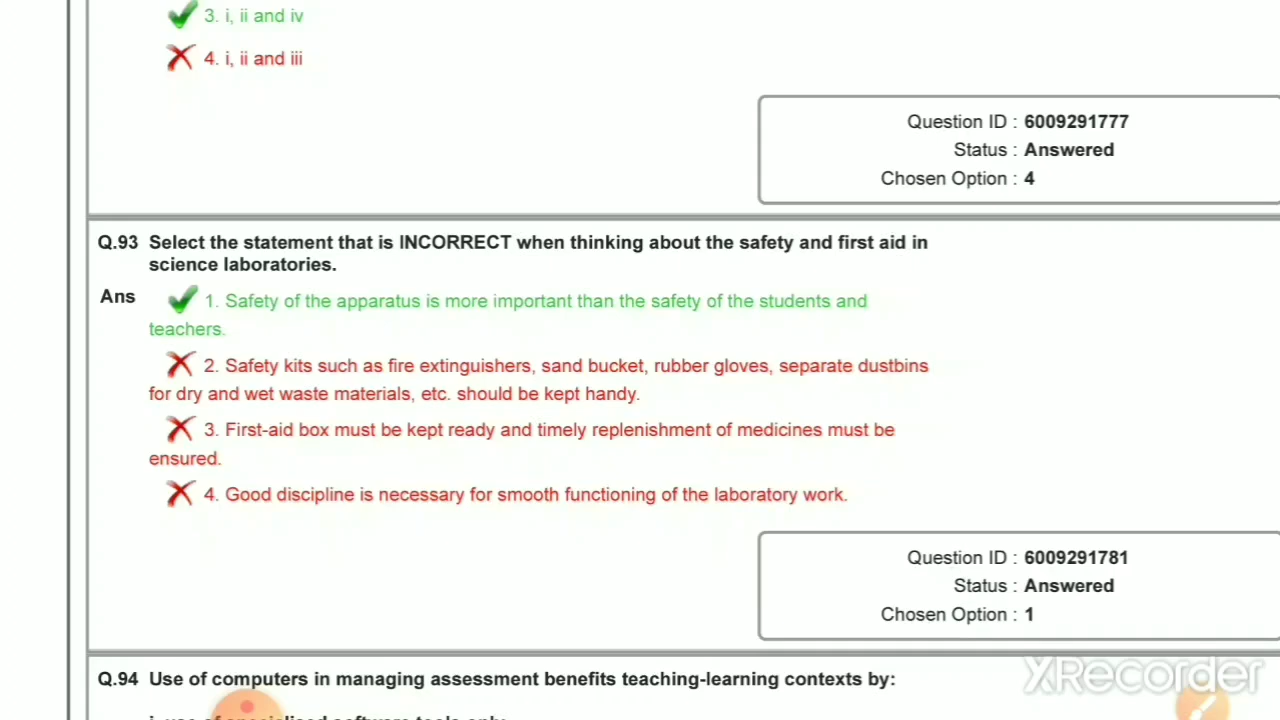 3. i, ii and iv
4. i, ii and iii
Question ID : 6009291777
Status : Answered
Chosen Option : 4
Q.93 Select the statement that is INCORRECT when thinking about the safety and first aid in
science laboratories.
Ans 1. Safety of the apparatus is more important than the safety of the students and
teachers.
2. Safety kits such as fire extinguishers, sand bucket, rubber gloves, separate dustbins
for dry and wet waste materials, etc. should be kept handy.
3. First-aid box must be kept ready and timely replenishment of medicines must be
ensured.
4. Good discipline is necessary for smooth functioning of the laboratory work.
Question ID : 6009291781
Status : Answered
Chosen Option : 1
XRecorder
Q.94 Use of computers in managing assessment benefits teaching-learning contexts by:
i. use of specialised software tools only